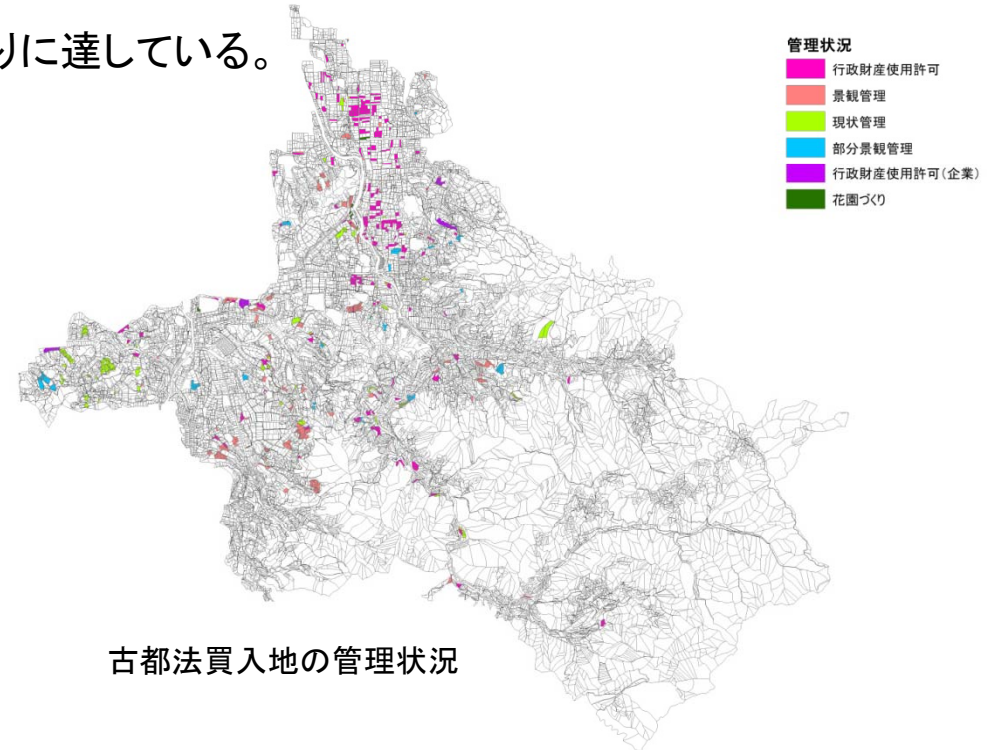 りに達している。
管理状況
行政財産使用許可
景観管理
現状管理
部分景観管理
行政財産使用許可(企業)
花園づくり
古都法買入地の管理状況